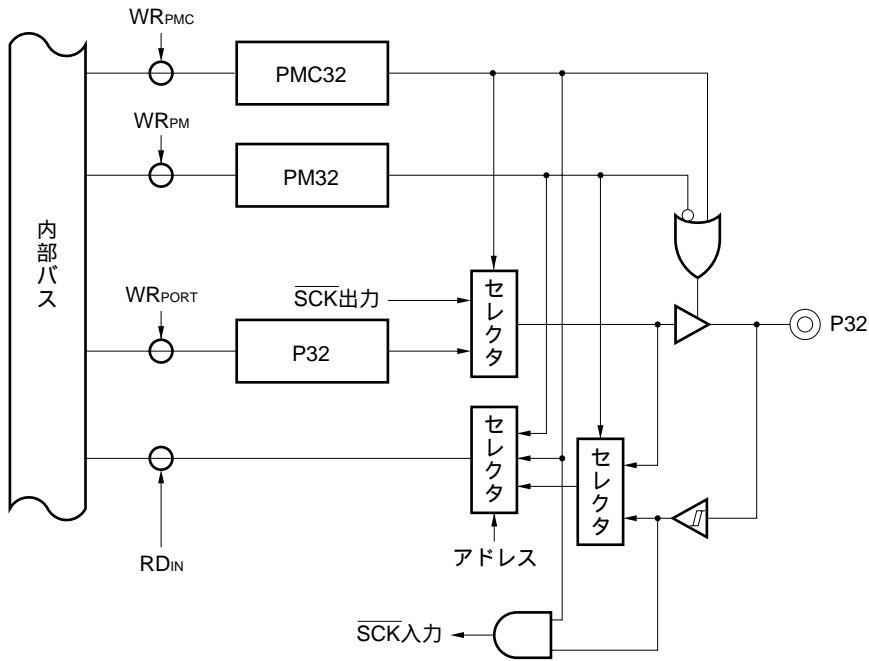 WRPMC
PMC32
WRPM
PM32
内部バス
WRPORT
SCK出力
P32
セレクタ
P32
セレクタ
セレクタ
RDIN
アドレス
SCK入力